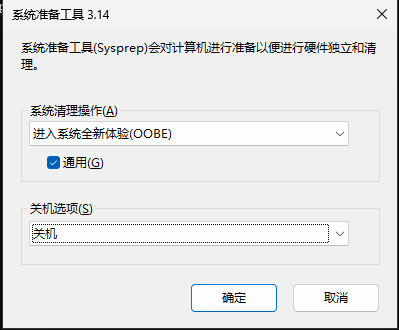 系统准备工具 3.14
系统准备工具(Sysprep)会对计算机进行准备以便进行硬件独立和清
理。
系统清理操作(A)
进入系统全新体验(OOBE)
通用(G)
关机选项(S)
关机
确定
取消